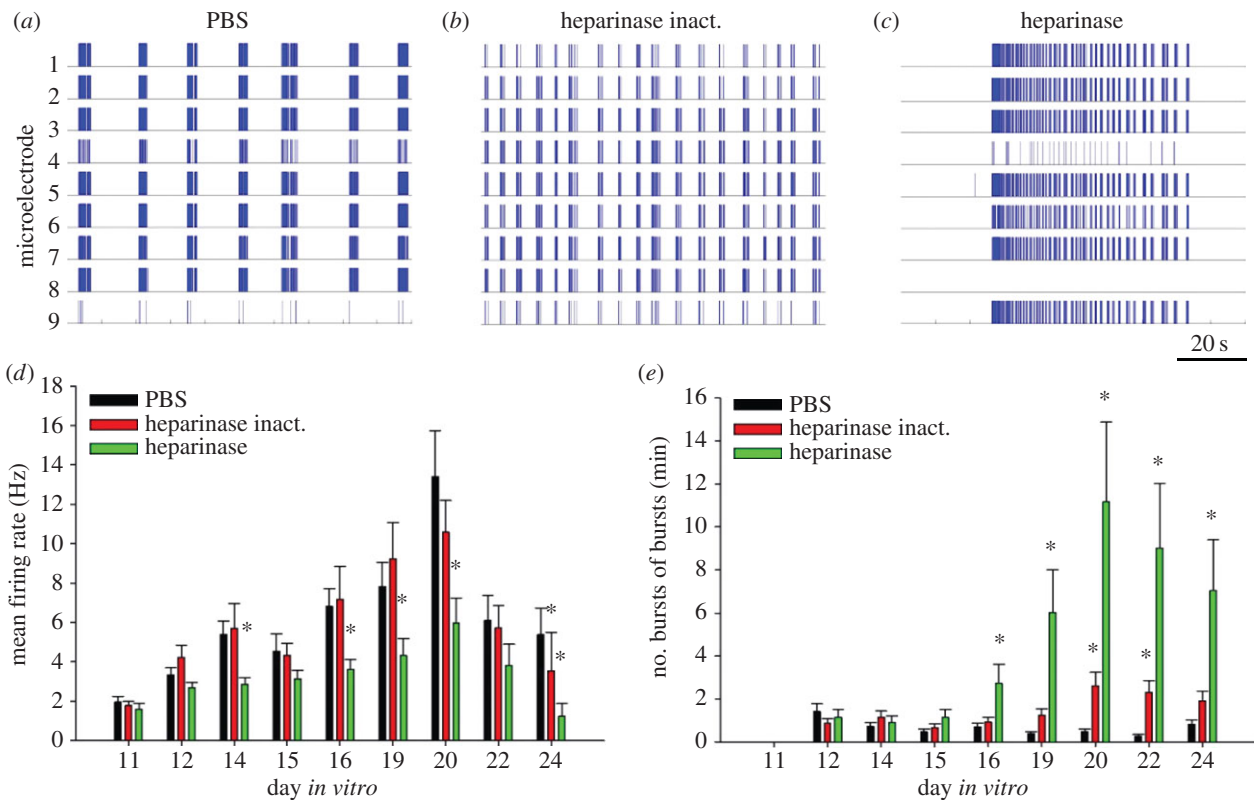 (a) PBS
(b) heparinase inact.
(c) heparinase
microelectrode
1
2
3
4
5
6
7
8
9
20 s
(d)
18
16
14
12
10
8
6
4
2
0
mean firing rate (Hz)
PBS
heparinase inact.
heparinase
* * * * * *
11 12 14 15 16 19 20 22 24
day in vitro
(e)
16
14
12
10
8
6
4
2
0
no. bursts of bursts (min)
PBS
heparinase inact.
heparinase
* * * * * * *
11 12 14 15 16 19 20 22 24
day in vitro